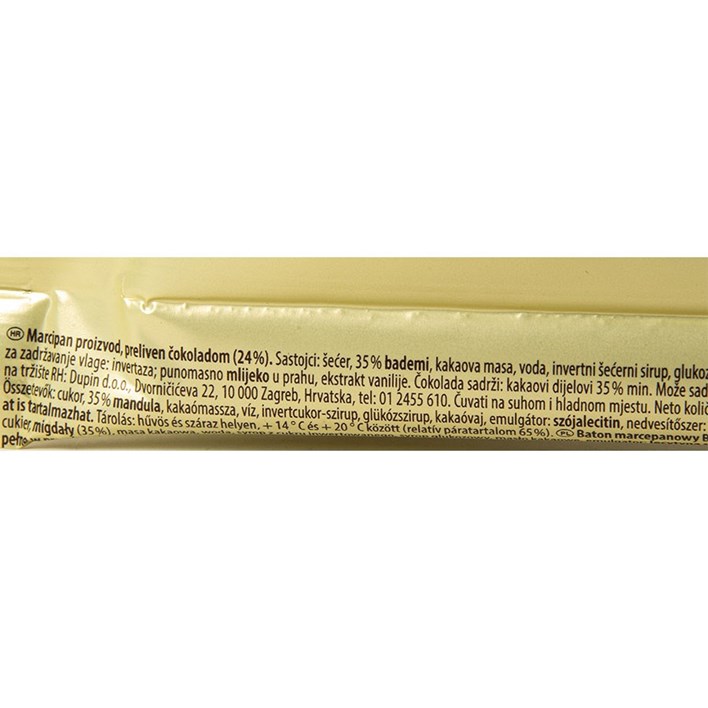 HR Marcipan proizvod, preliven čokoladom (24%). Sastojci: šećer, 35% bademi, kakaova masa, voda, invertni šećerni sirup, glukoz
za zadržavanje vlage: invertaza; punomasno mlijeko u prahu, ekstrakt vanilije. Čokolada sadrži: kakaovi dijelovi 35% min. Može sad
na tržište RH: Dupin d.o.o., Dvorničićeva 22, 10 000 Zagreb, Hrvatska, tel: 01 2455 610. Čuvati na suhom i hladnom mjestu. Neto količ
Összetevők: cukor, 35% mandula, kakaómassza, víz, invertcukor-szirup, glükózszirup, kakaóvaj, emulgátor: szójalecitin, nedvesítőszer:
at is tartalmazhat. Tárolás: hűvös és száraz helyen, +14°C és +20°C között (relatív páratartalom 65%). PL Baton marcepanowy B
cukier, migdały (35%), masa kakaowa, woda,